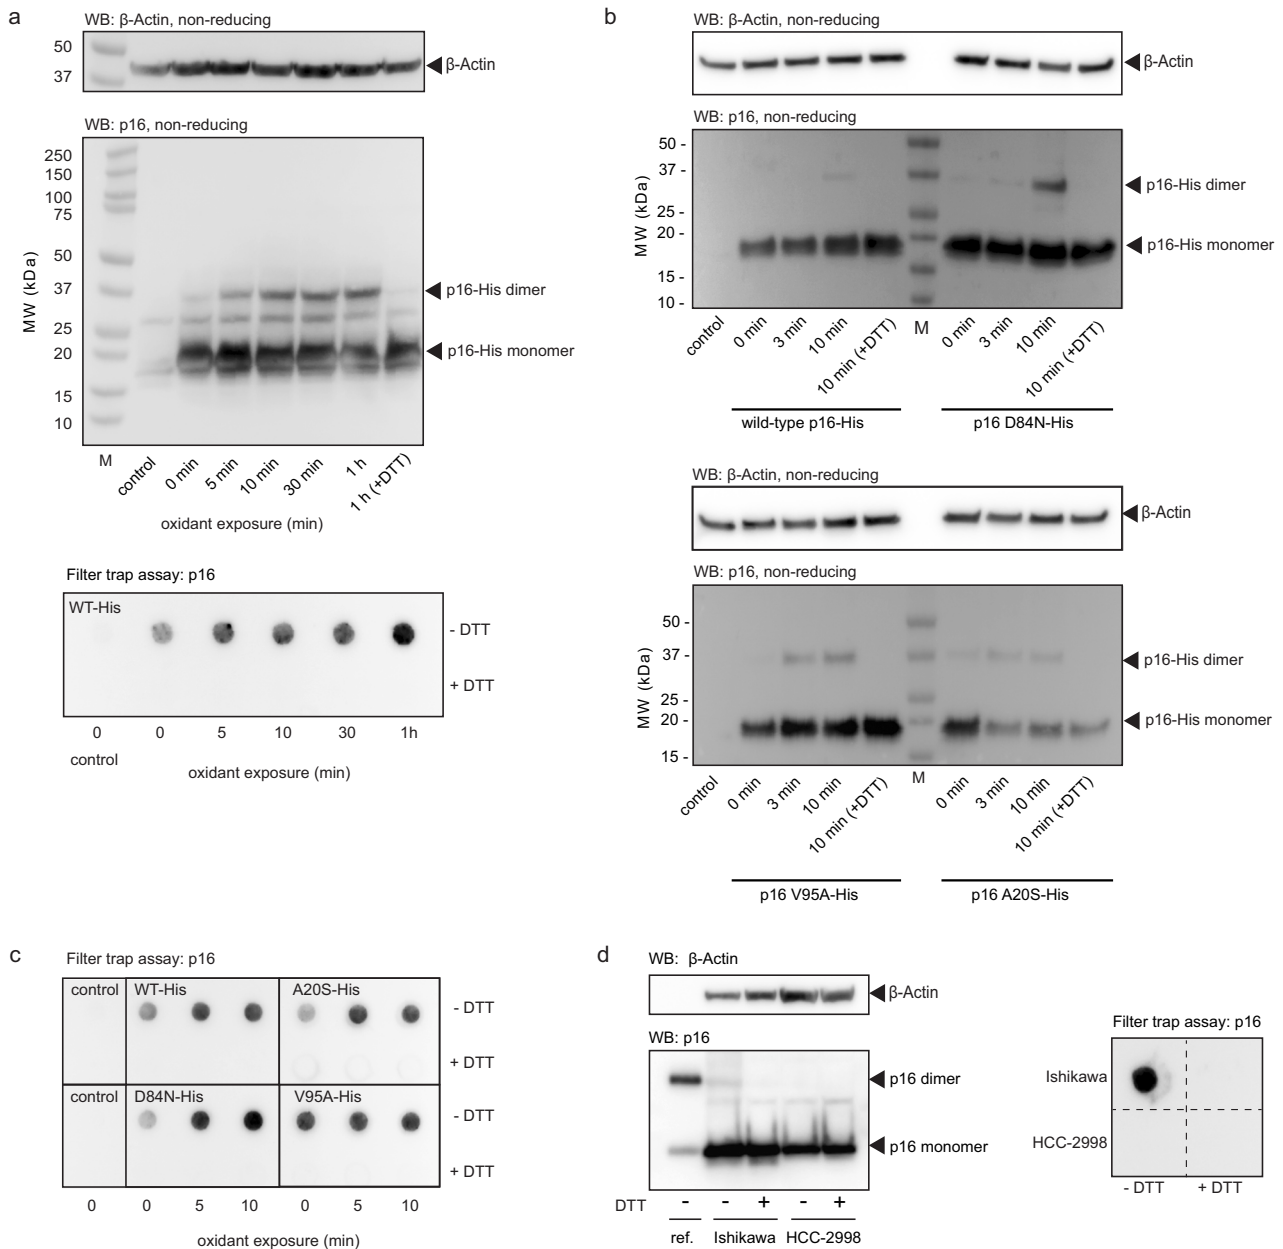 a
WB: β-Actin, non-reducing
50
37
β-Actin
WB: p16, non-reducing
MW (kDa)
250
150
100
75
50
37
25
20
15
10
p16-His dimer
p16-His monomer
M
control
0 min
5 min
10 min
30 min
1 h
1 h (+DTT)
oxidant exposure (min)
Filter trap assay: p16
WT-His
- DTT
+ DTT
0 0 5 10 30 1h
control
oxidant exposure (min)
b
WB: β-Actin, non-reducing
β-Actin
WB: p16, non-reducing
MW (kDa)
50 -
37 -
25 -
20 -
15 -
10 -
p16-His dimer
p16-His monomer
control
0 min
3 min
10 min
10 min (+DTT)
M
0 min
3 min
10 min
10 min (+DTT)
wild-type p16-His
p16 D84N-His
WB: β-Actin, non-reducing
β-Actin
WB: p16, non-reducing
MW (kDa)
50 -
37 -
25 -
20 -
15 -
p16-His dimer
p16-His monomer
control
0 min
3 min
10 min
10 min (+DTT)
M
0 min
3 min
10 min
10 min (+DTT)
p16 V95A-His
p16 A20S-His
c
Filter trap assay: p16
control WT-His A20S-His
- DTT
+ DTT
control D84N-His V95A-His
- DTT
+ DTT
0 0 5 10 0 5 10
oxidant exposure (min)
d
WB: β-Actin
β-Actin
WB: p16
p16 dimer
p16 monomer
DTT - - + - +
ref. Ishikawa HCC-2998
Filter trap assay: p16
Ishikawa
HCC-2998
- DTT + DTT